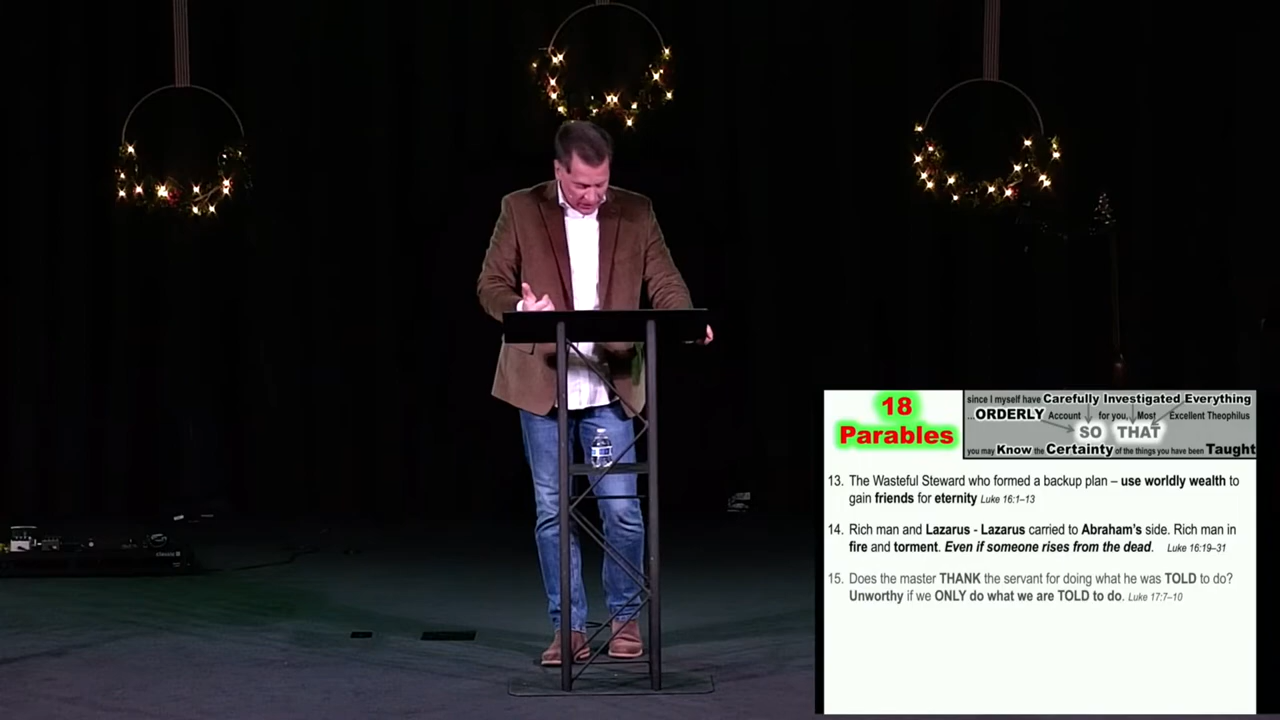 18
Parables
since I myself have Carefully Investigated Everything
...ORDERLY Account for you, Most Excellent Theophilus
SO THAT
you may Know the Certainty of the things you have been Taught
13. The Wasteful Steward who formed a backup plan – use worldly wealth to
gain friends for eternity Luke 16:1–13
14. Rich man and Lazarus - Lazarus carried to Abraham's side. Rich man in
fire and torment. Even if someone rises from the dead. Luke 16:19–31
15. Does the master THANK the servant for doing what he was TOLD to do?
Unworthy if we ONLY do what we are TOLD to do. Luke 17:7–10